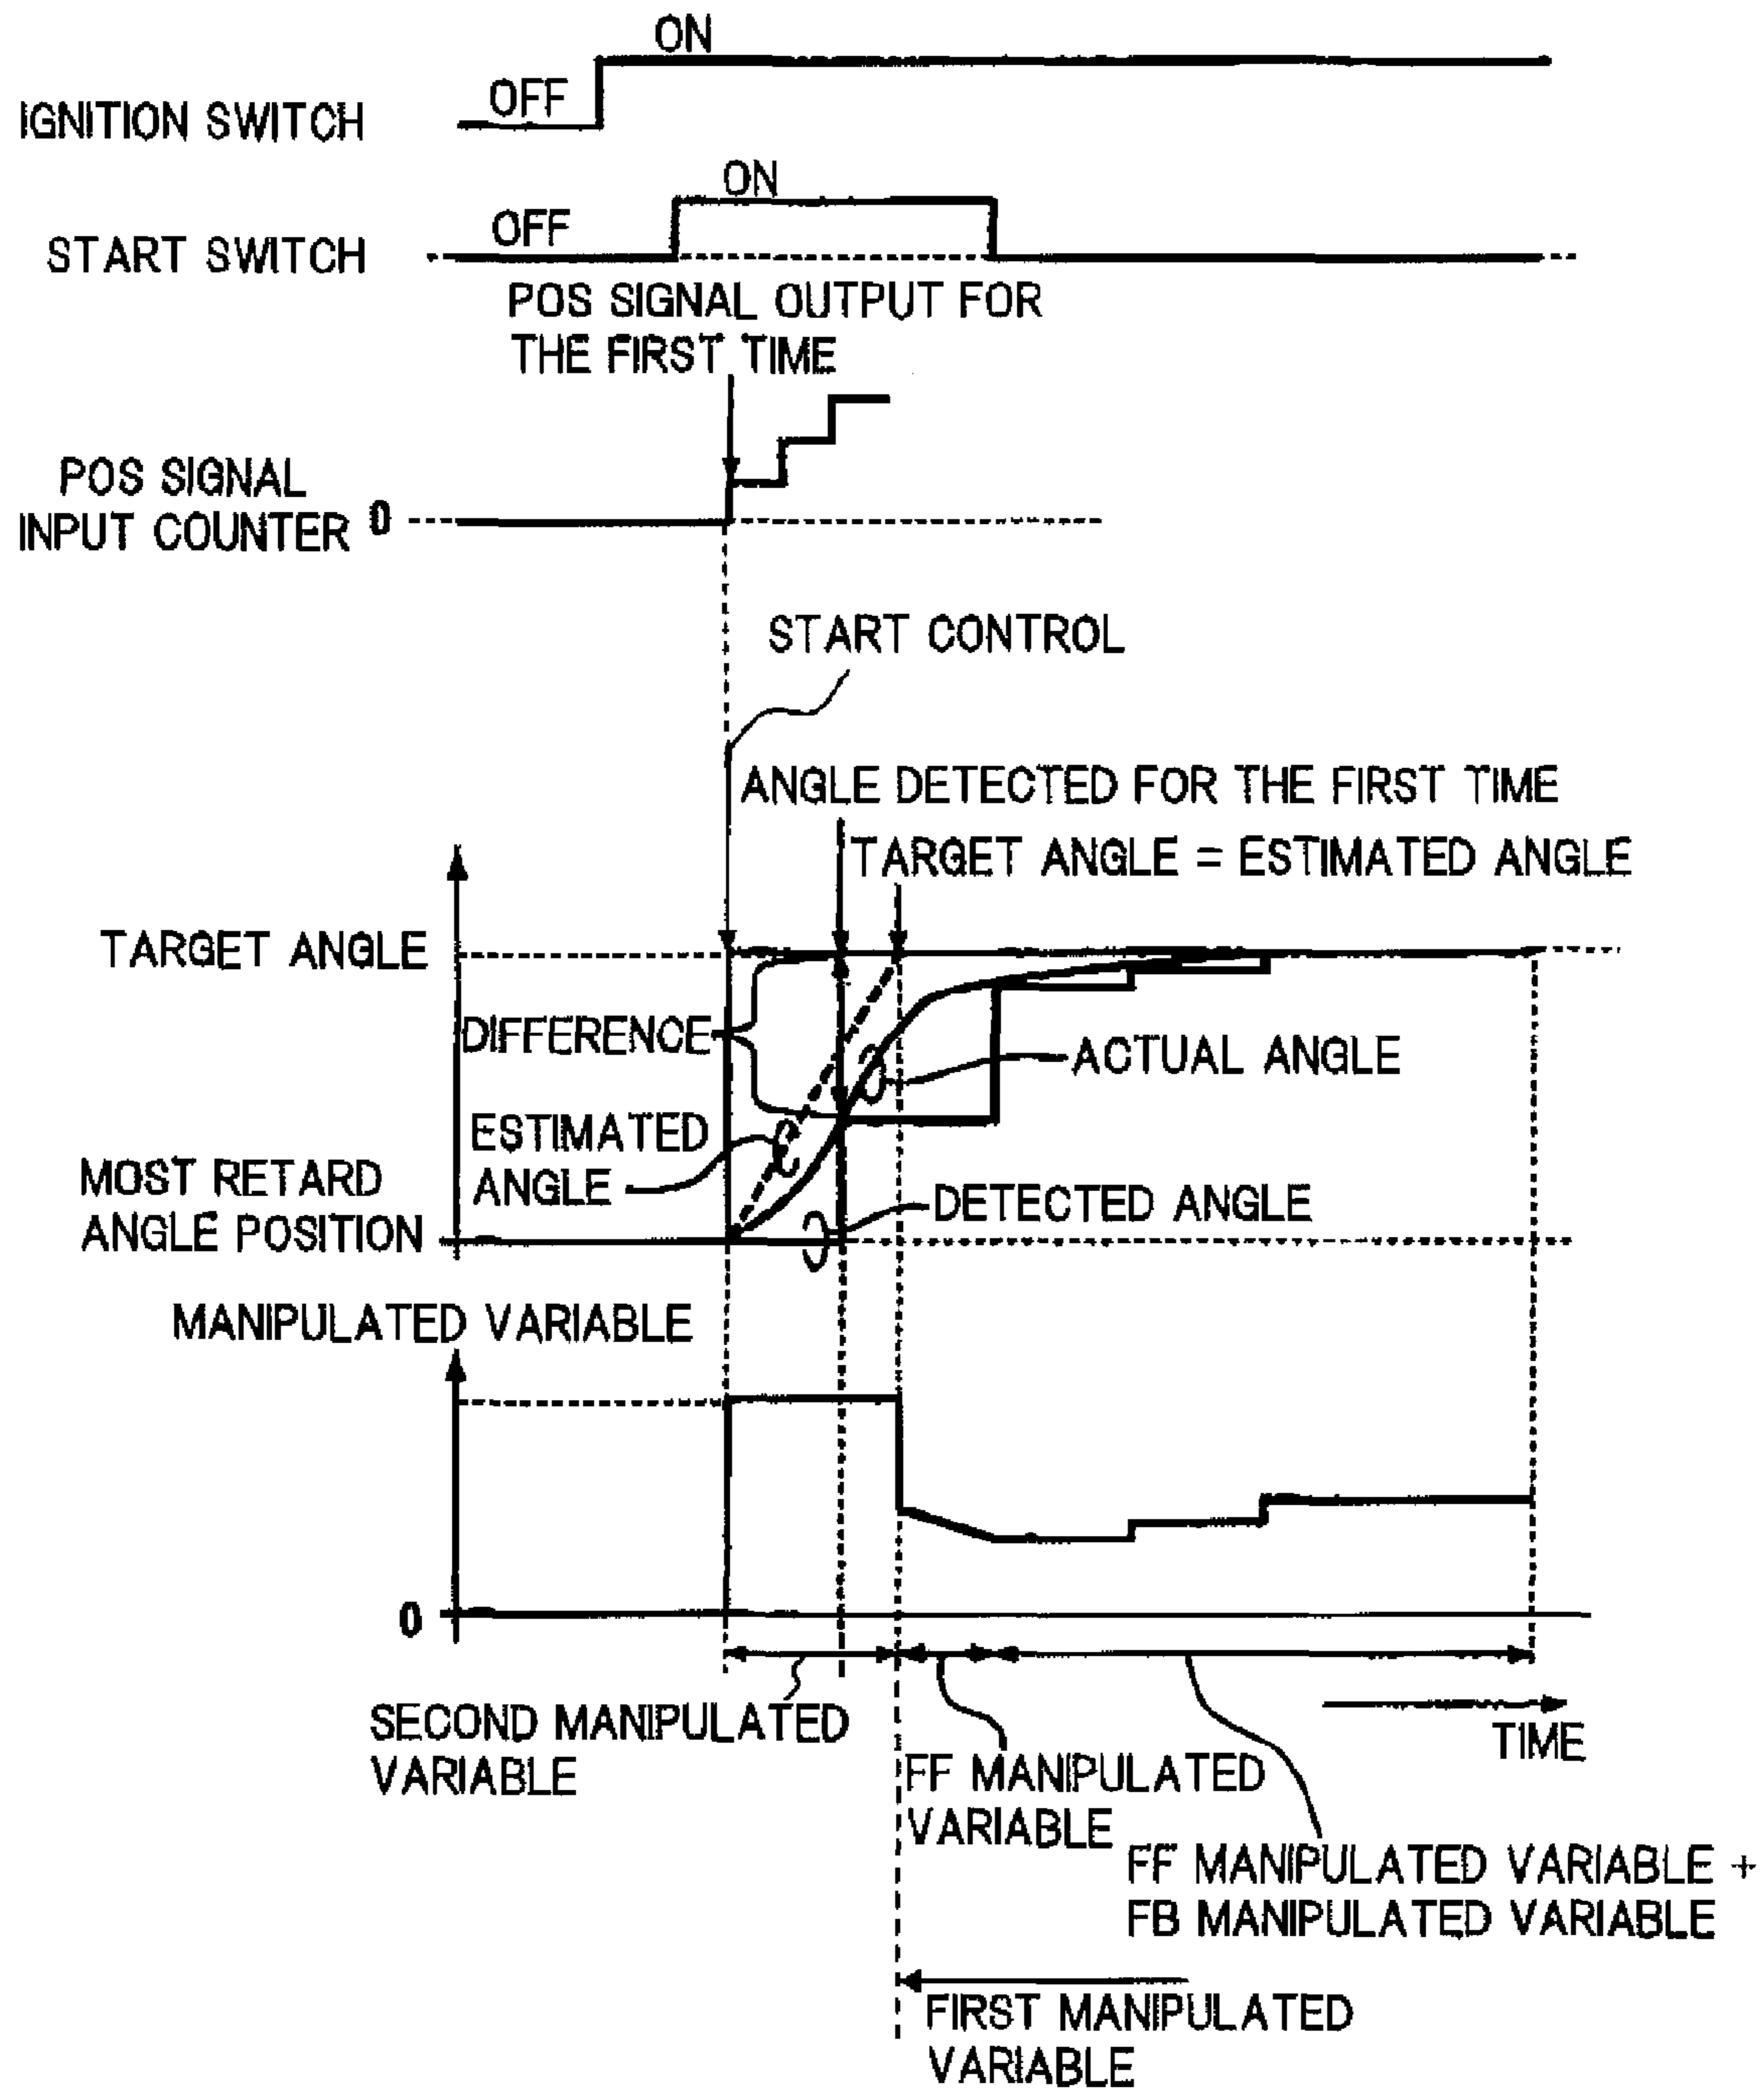 ON
OFF
IGNITION SWITCH
ON
OFF
START SWITCH
POS SIGNAL OUTPUT FOR
THE FIRST TIME
POS SIGNAL
INPUT COUNTER 0
START CONTROL
ANGLE DETECTED FOR THE FIRST TIME
TARGET ANGLE = ESTIMATED ANGLE
TARGET ANGLE
DIFFERENCE
ACTUAL ANGLE
ESTIMATED
ANGLE
MOST RETARD
ANGLE POSITION
DETECTED ANGLE
MANIPULATED VARIABLE
0
SECOND MANIPULATED
VARIABLE
TIME
FF MANIPULATED
VARIABLE
FF MANIPULATED VARIABLE +
FB MANIPULATED VARIABLE
FIRST MANIPULATED
VARIABLE